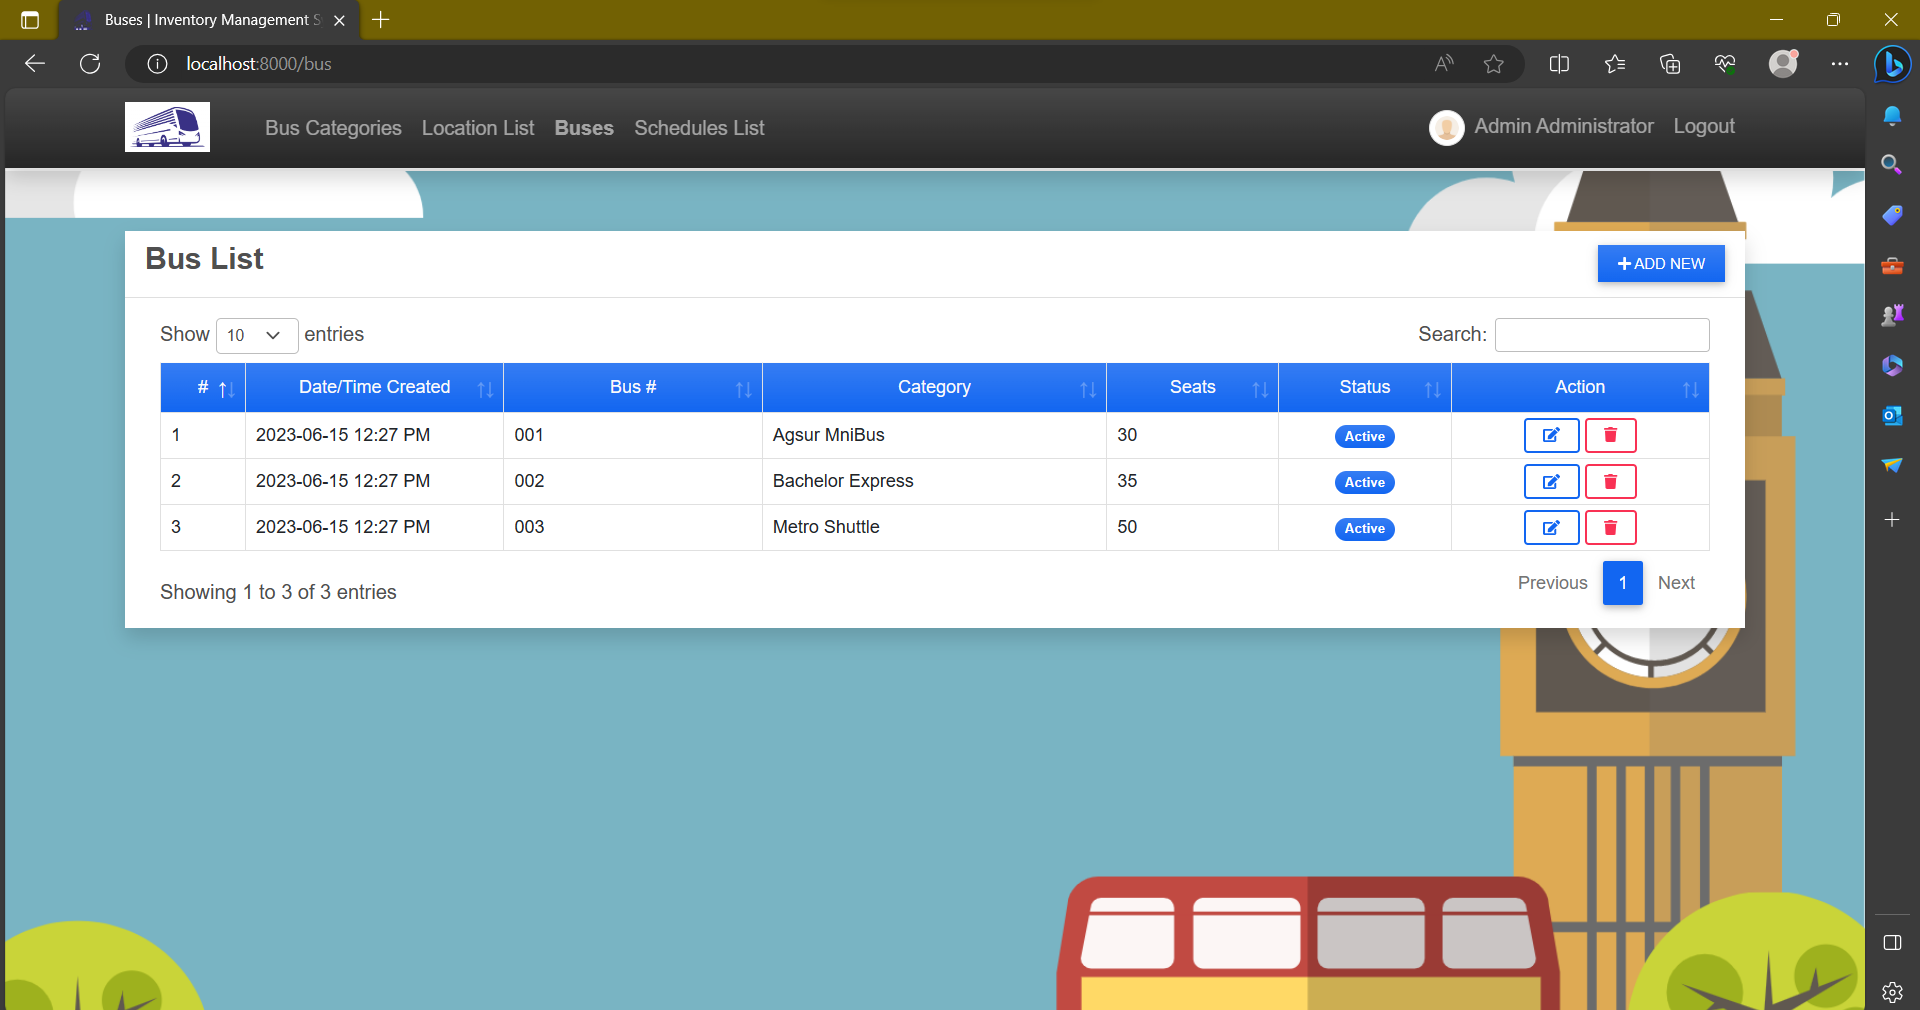 Buses | Inventory Management S
localhost:8000/bus
Bus Categories Location List Buses Schedules List Admin Administrator Logout
Bus List
ADD NEW
Show 10 entries Search:
# Date/Time Created Bus # Category Seats Status Action
1 2023-06-15 12:27 PM 001 Agsur MniBus 30 Active
2 2023-06-15 12:27 PM 002 Bachelor Express 35 Active
3 2023-06-15 12:27 PM 003 Metro Shuttle 50 Active
Showing 1 to 3 of 3 entries Previous 1 Next